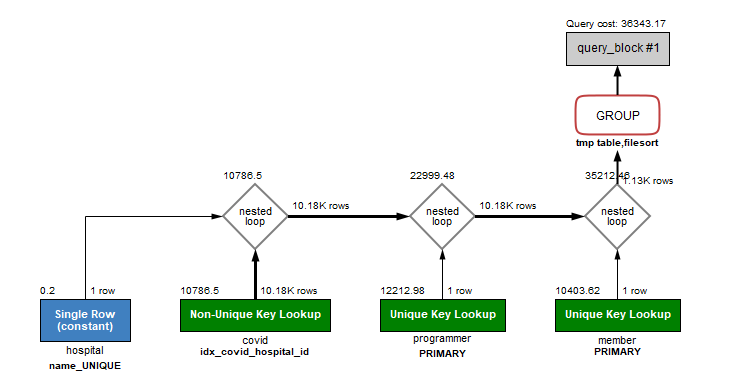 Query cost: 36343.17
query_block #1
GROUP
tmp table,filesort
10786.5
22999.48
35212.46
1.13K rows
nested
loop
10.18K rows
nested
loop
10.18K rows
nested
loop
0.2
1 row
10786.5
10.18K rows
12212.98
1 row
10403.62
1 row
Single Row
(constant)
Non-Unique Key Lookup
Unique Key Lookup
Unique Key Lookup
hospital
name_UNIQUE
covid
idx_covid_hospital_id
programmer
PRIMARY
member
PRIMARY